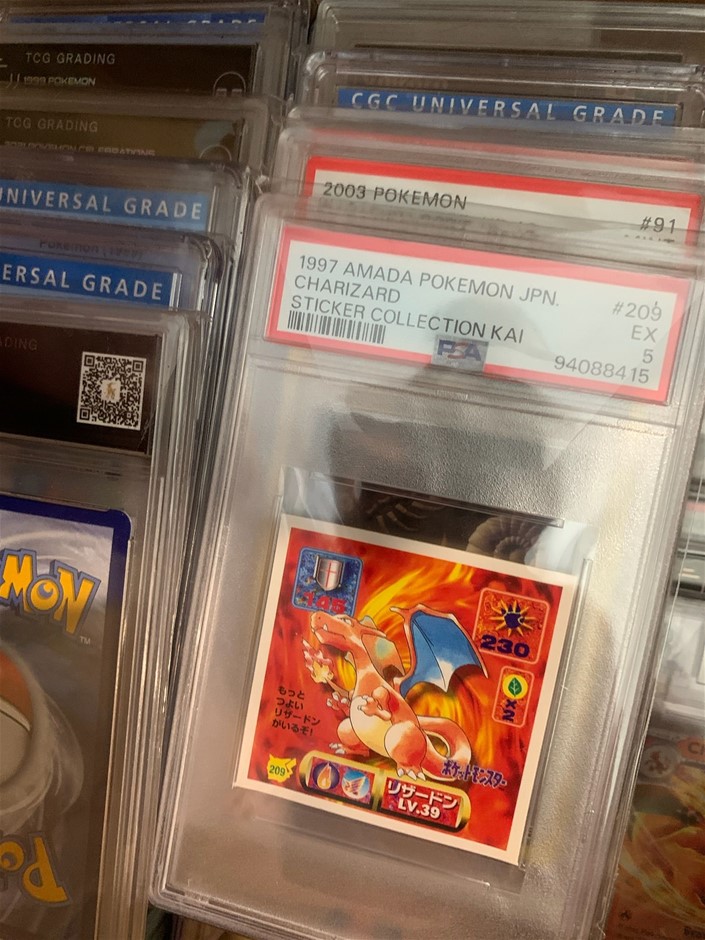 TCG GRADING
1999 POKEMON
TCG GRADING
UNIVERSAL GRADE
ERSAL GRADE
ADING
MON
TM
CGC UNIVERSAL GRADE
2003 POKEMON
#91
1997 AMADA POKEMON JPN.
#209
CHARIZARD
EX
STICKER COLLECTION KAI
5
PSA
94088415
195
230
×2
もっと
つよい
リザードン
がいるぞ!
ポケットモンスター
209
リザードン
LV.39